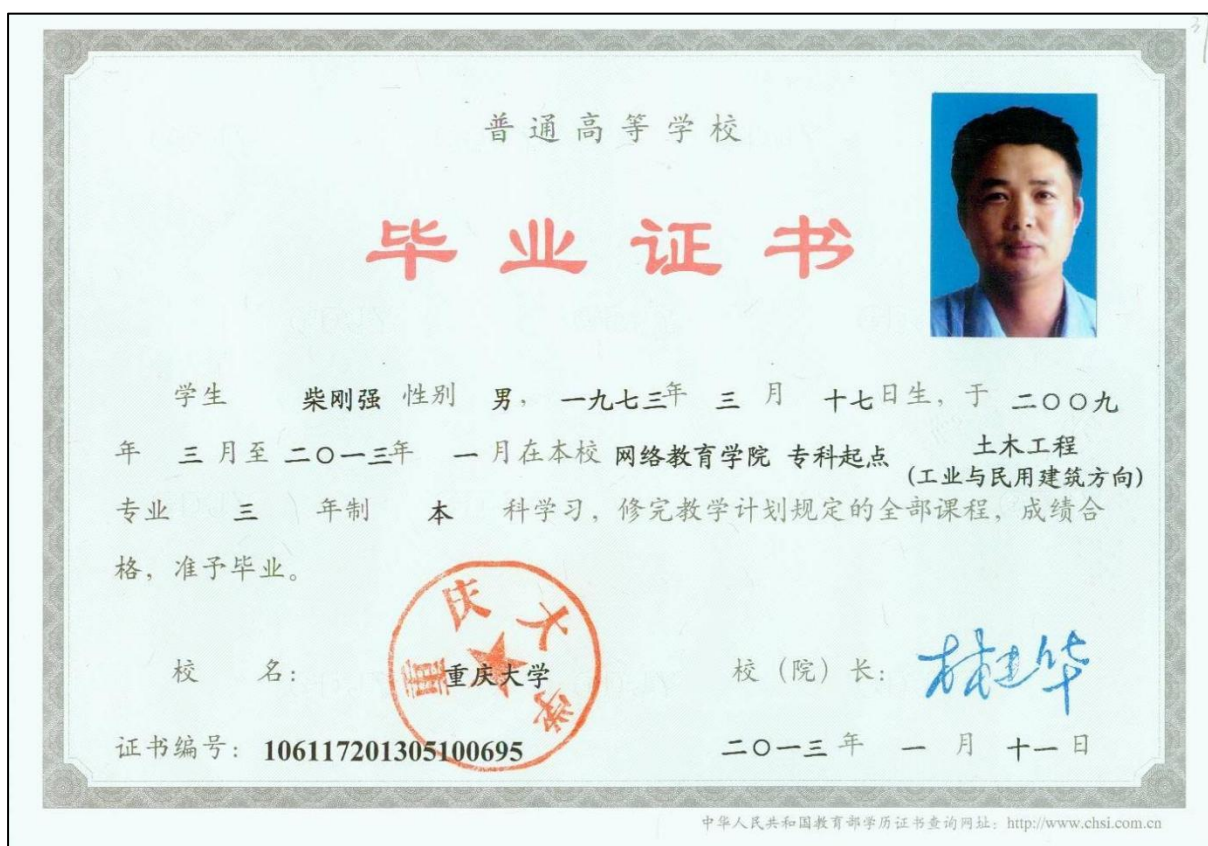 普通高等学校
毕业证书
学生 柴刚强 性别 男，一九七三年 三 月 十七日生，于 二〇〇九
年 三月至 二〇一三年 一月在本校 网络教育学院 专科起点 土木工程
(工业与民用建筑方向)
专业 三 年制 本 科学习，修完教学计划规定的全部课程，成绩合
格，准予毕业。
重庆大学
校 名： 重庆大学 校（院）长： 林建华
证书编号：106117201305100695 二〇一三年 一 月 十一日
中华人民共和国教育部学历证书查询网址：http://www.chsi.com.cn